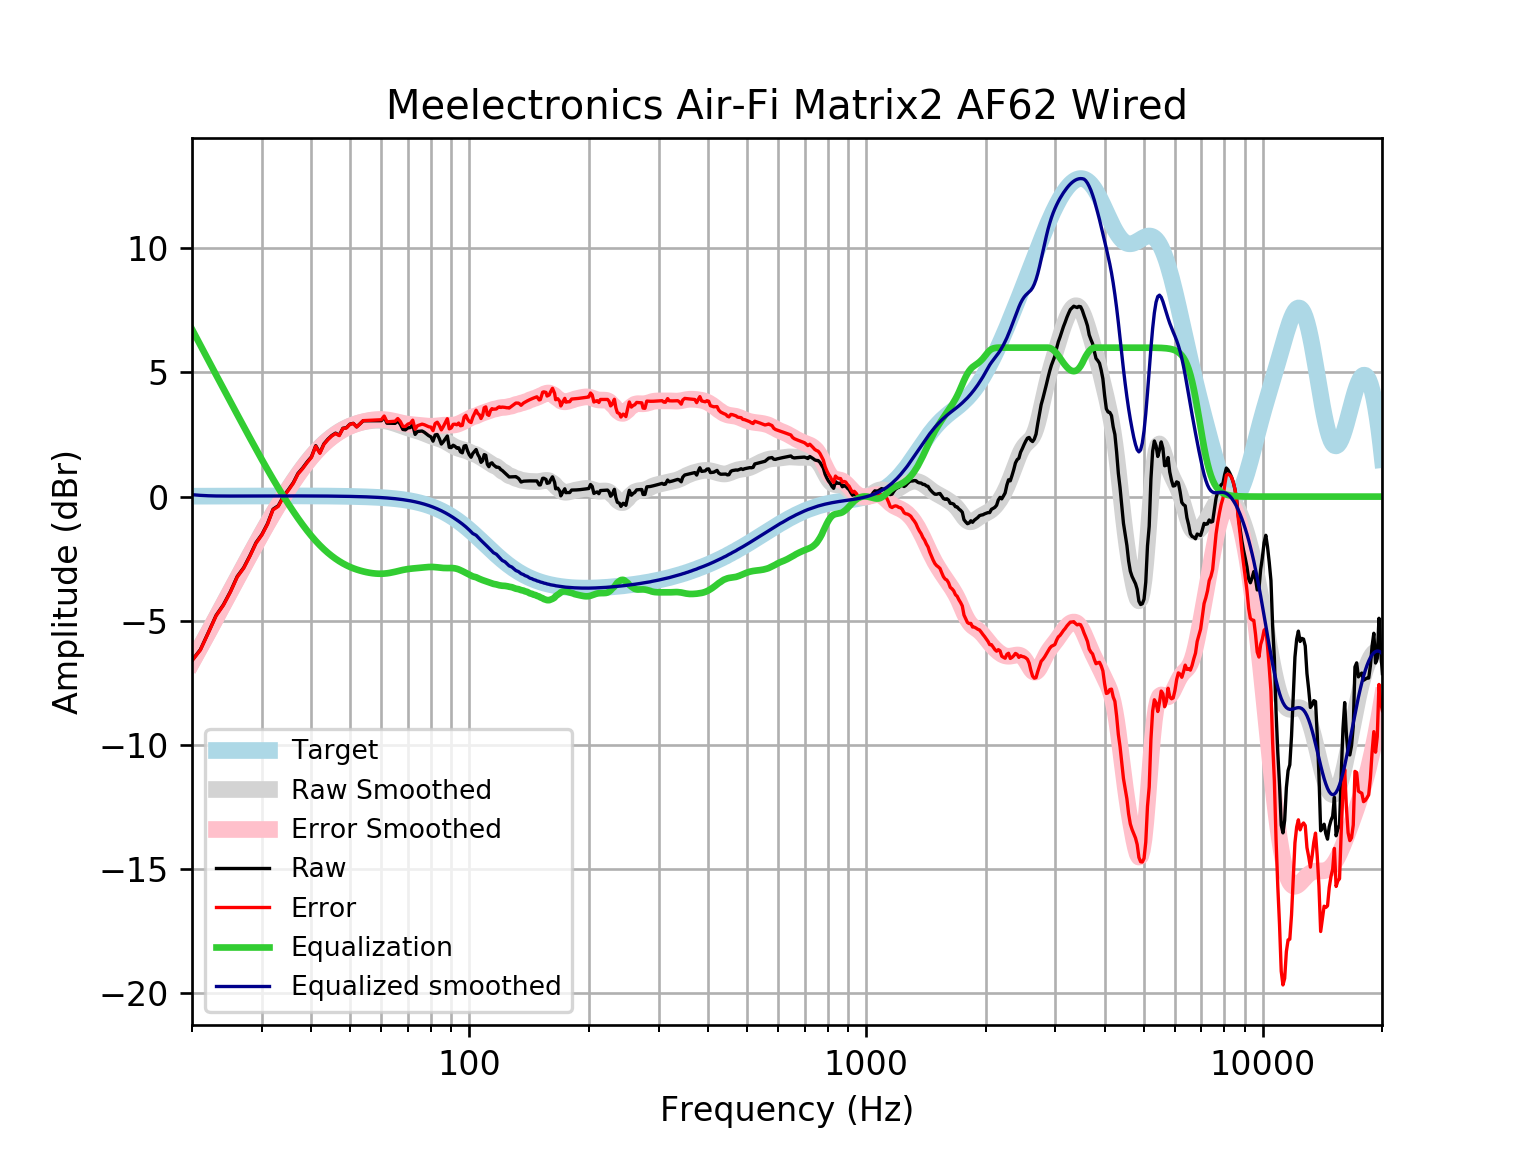 Meelectronics Air-Fi Matrix2 AF62 Wired
Amplitude (dBr)
10
5
0
−5
−10
−15
−20
Target
Raw Smoothed
Error Smoothed
Raw
Error
Equalization
Equalized smoothed
100 1000 10000
Frequency (Hz)